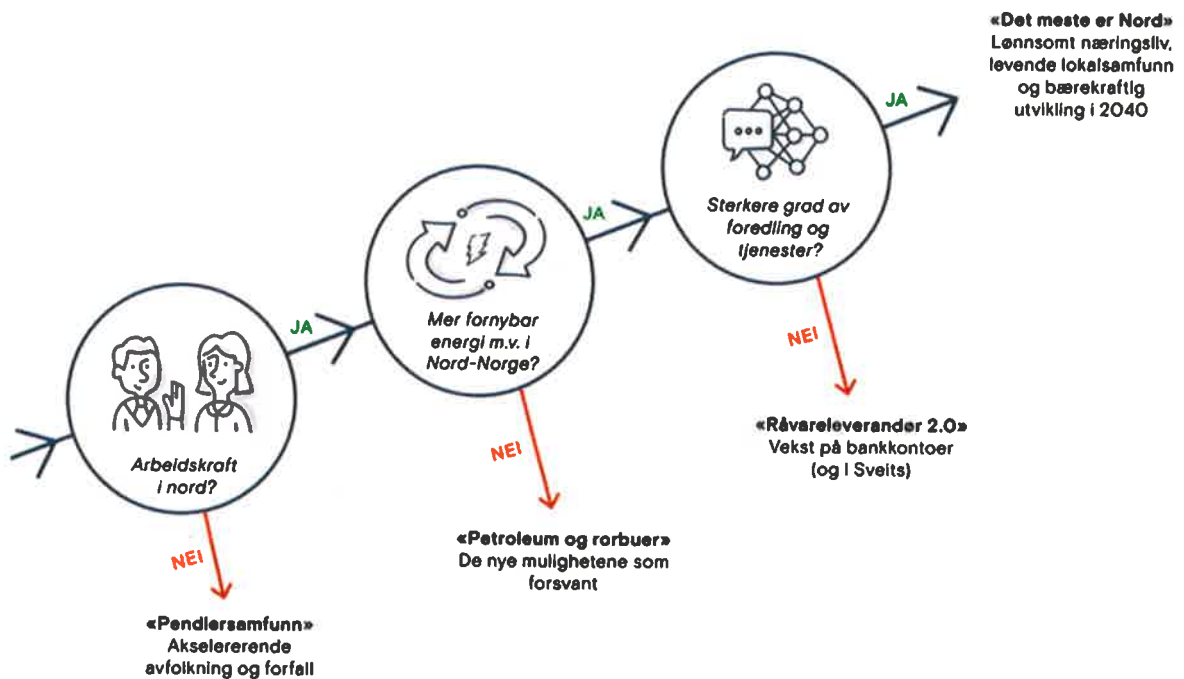 «Det meste er Nord»
Lønnsomt næringsliv,
levende lokalsamfunn
og bærekraftig
utvikling i 2040
JA
Sterkere grad av
foredling og
tjenester?
JA
NEI
Mer fornybar
energi m.v. i
Nord-Norge?
JA
NEI
«Råvareleverandør 2.0»
Vekst på bankkontoer
(og i Sveits)
Arbeidskraft
i nord?
NEI
«Petroleum og rorbuer»
De nye mulighetene som
forsvant
«Pendlersamfunn»
Akselererende
avfolkning og forfall